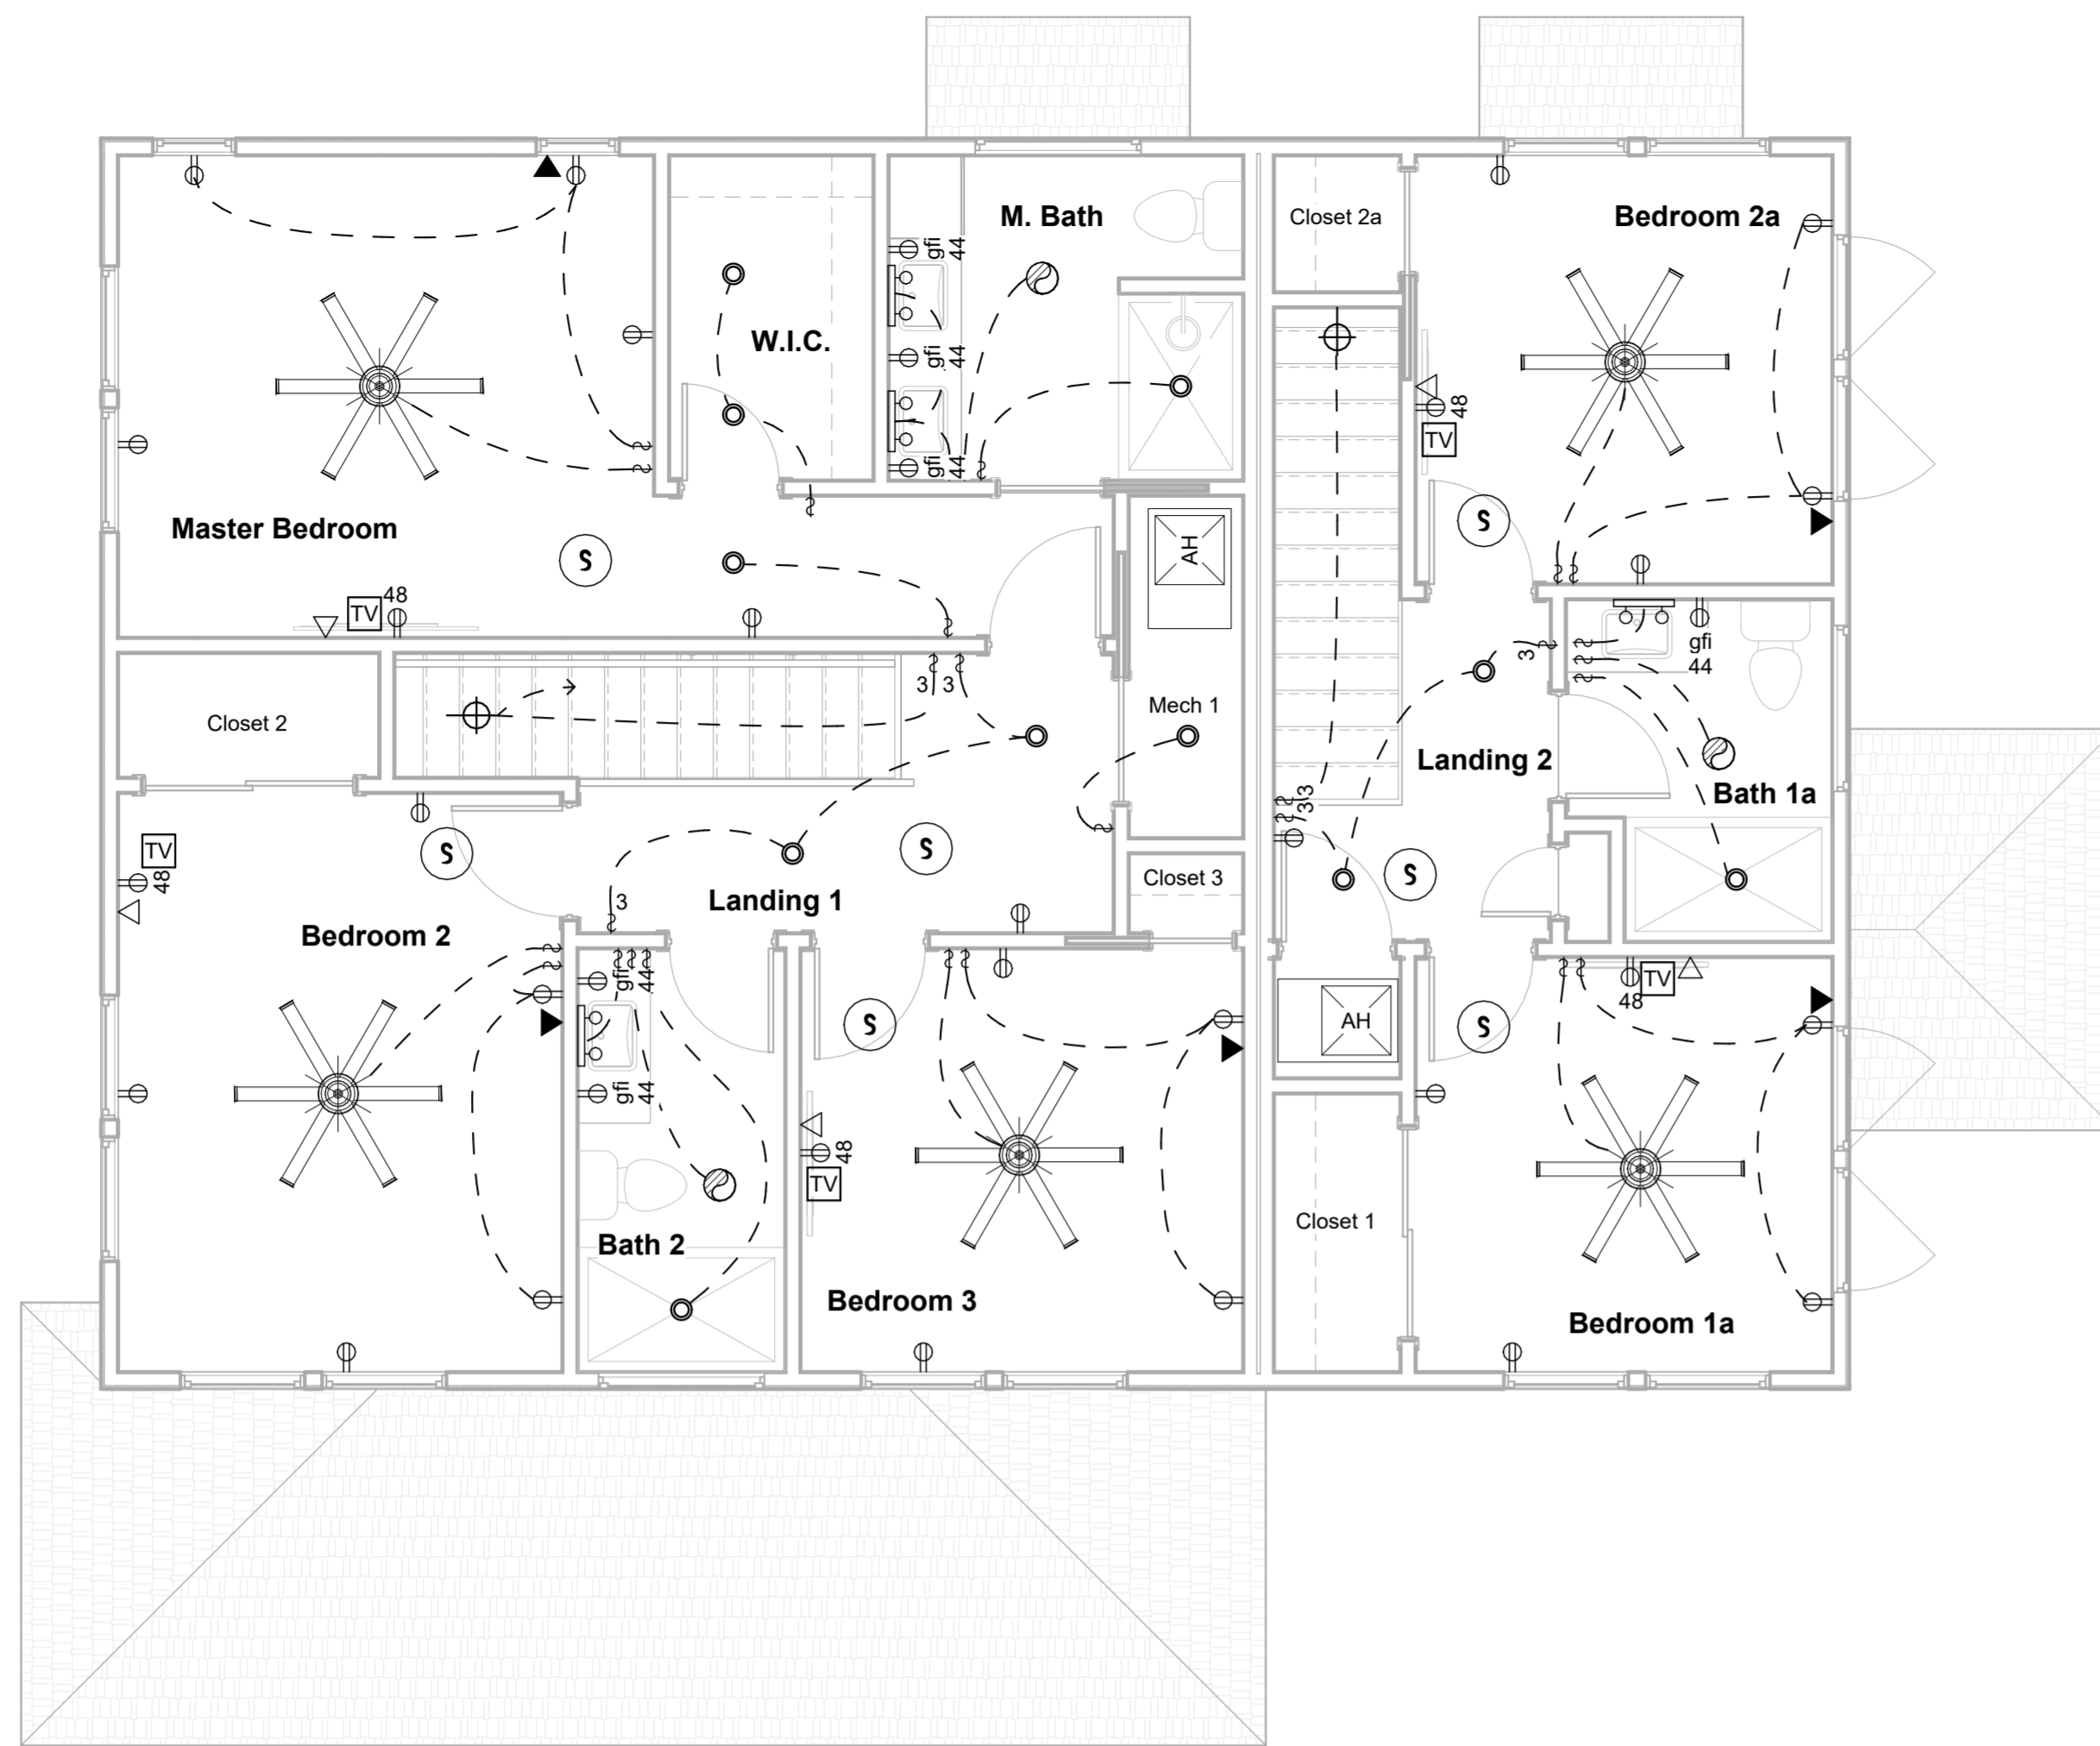 Closet 2a
M. Bath
Bedroom 2a
gfi
44
W.I.C.
gfi
44
48
TV
gfi
44
Master Bedroom
S
S
AH
48
TV
3
gfi
44
3 3
Mech 1
Closet 2
Landing 2
Bath 1a
3
3
TV
48
S
S
S
Closet 3
3
Landing 1
Bedroom 2
gfi
44
48
TV
S
S
AH
gfi
44
48
TV
Closet 1
Bath 2
Bedroom 3
Bedroom 1a